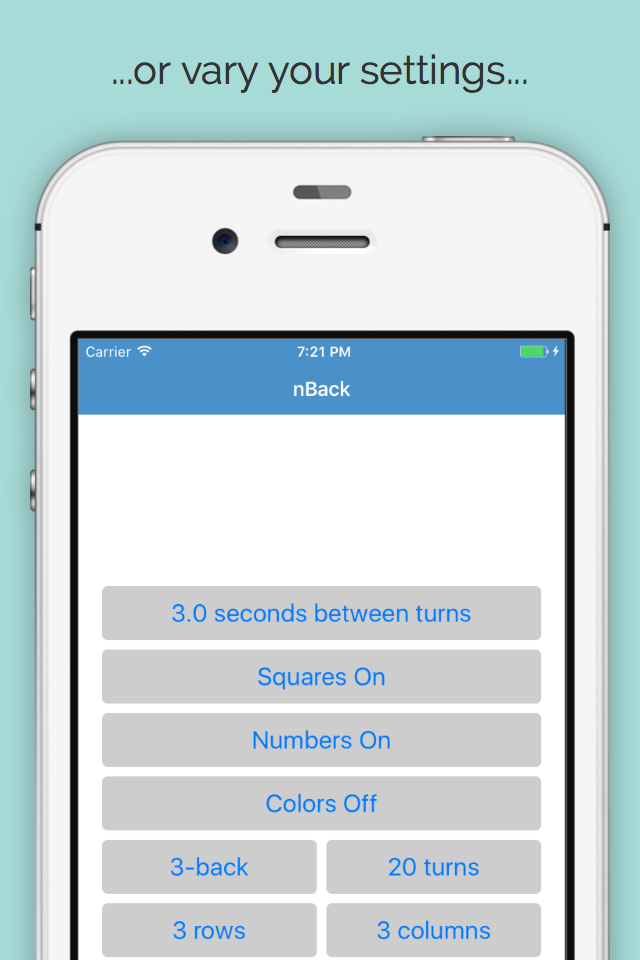 ...or vary your settings...
Carrier 7:21 PM
nBack
3.0 seconds between turns
Squares On
Numbers On
Colors Off
3-back 20 turns
3 rows 3 columns